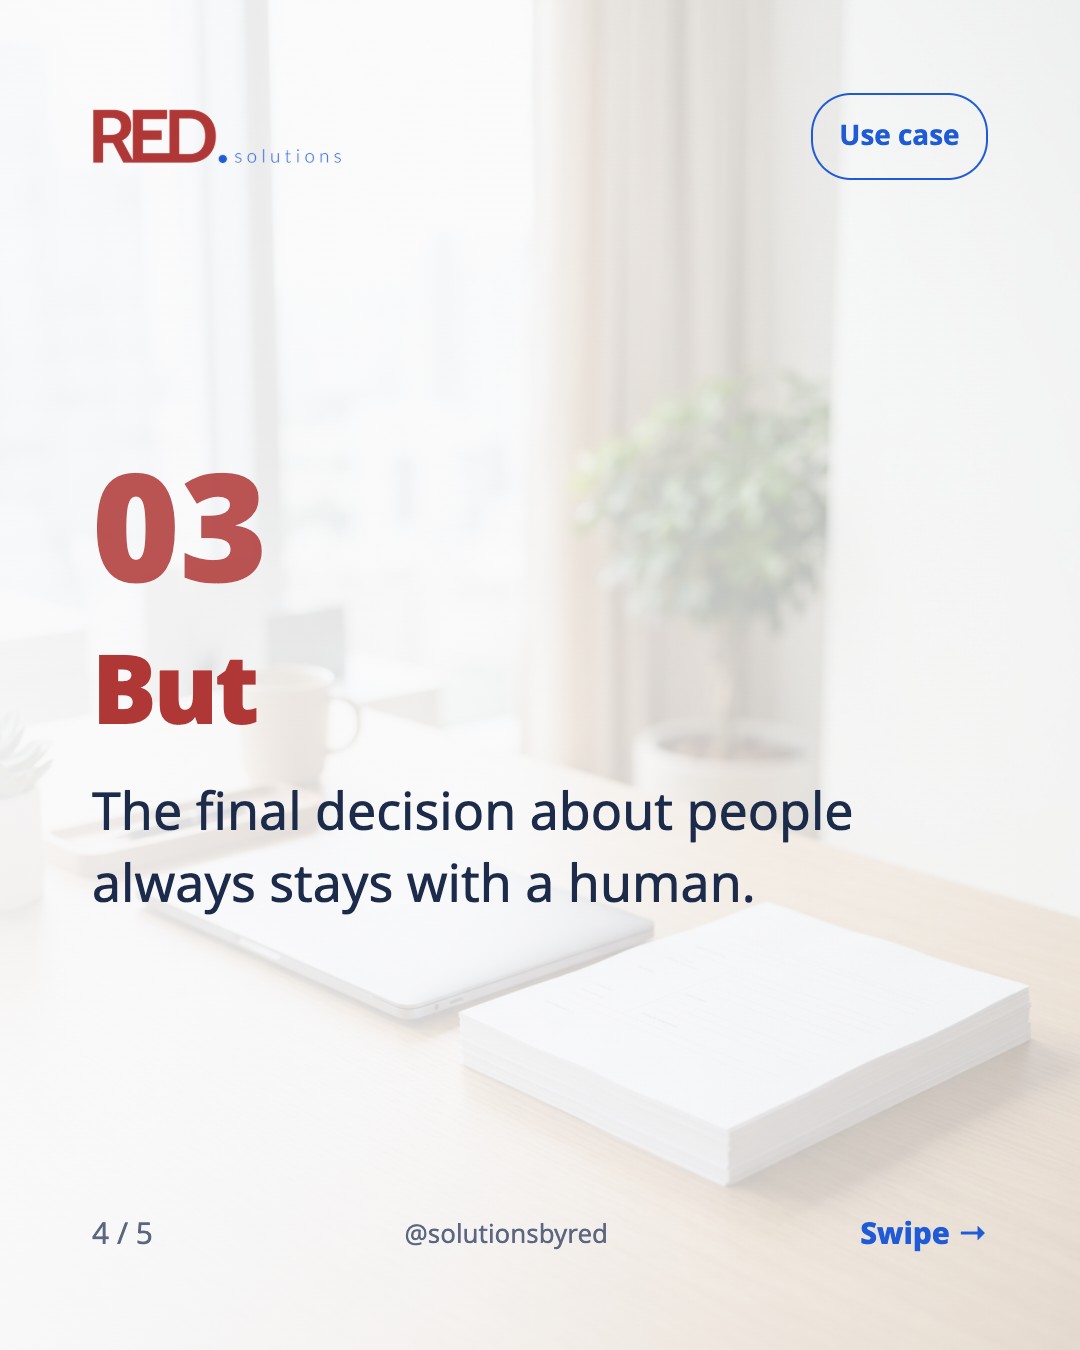 RED.solutions
Use case
03
But
The final decision about people
always stays with a human.
4 / 5
@solutionsbyred
Swipe →